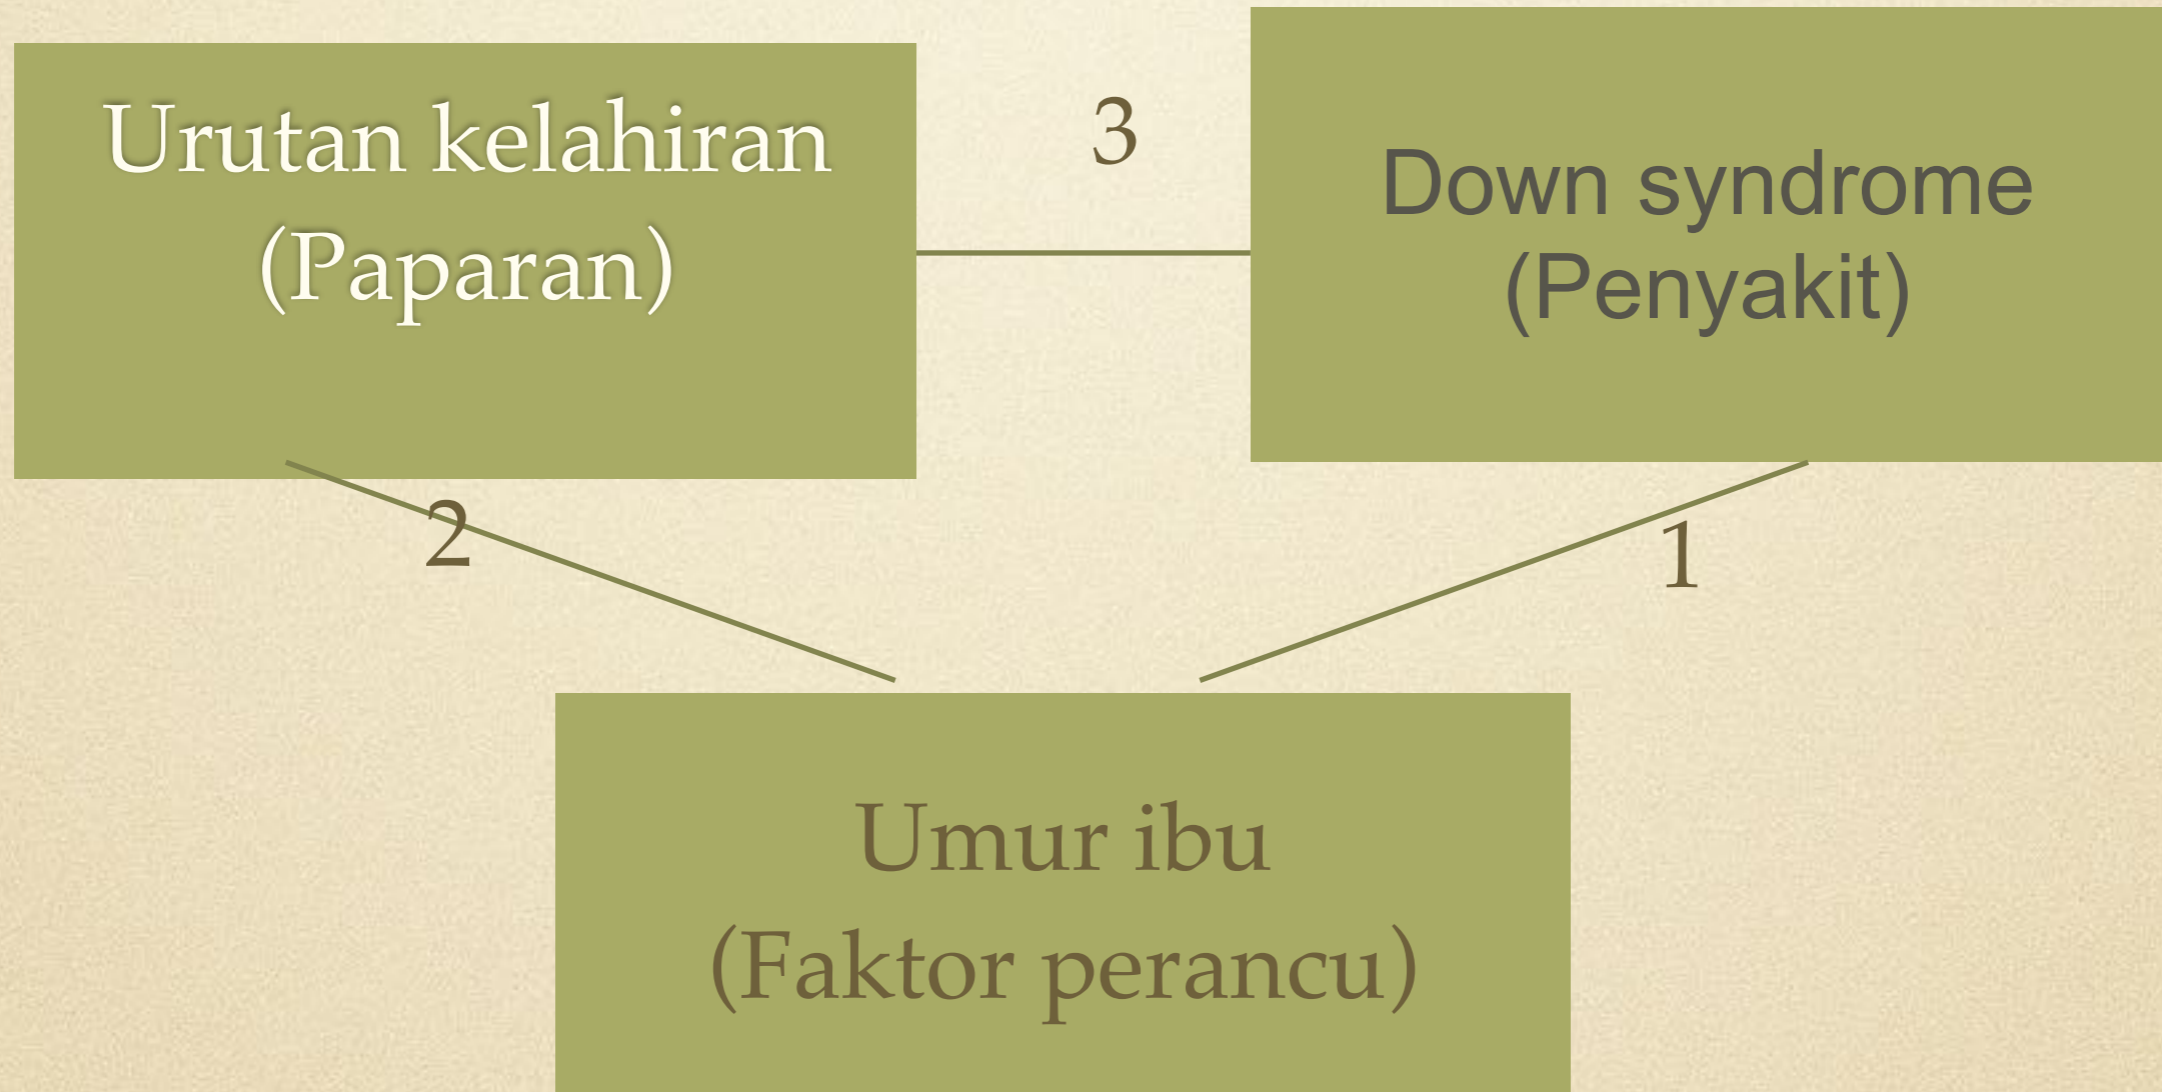 Urutan kelahiran
(Paparan)
3
Down syndrome
(Penyakit)
2
1
Umur ibu
(Faktor perancu)